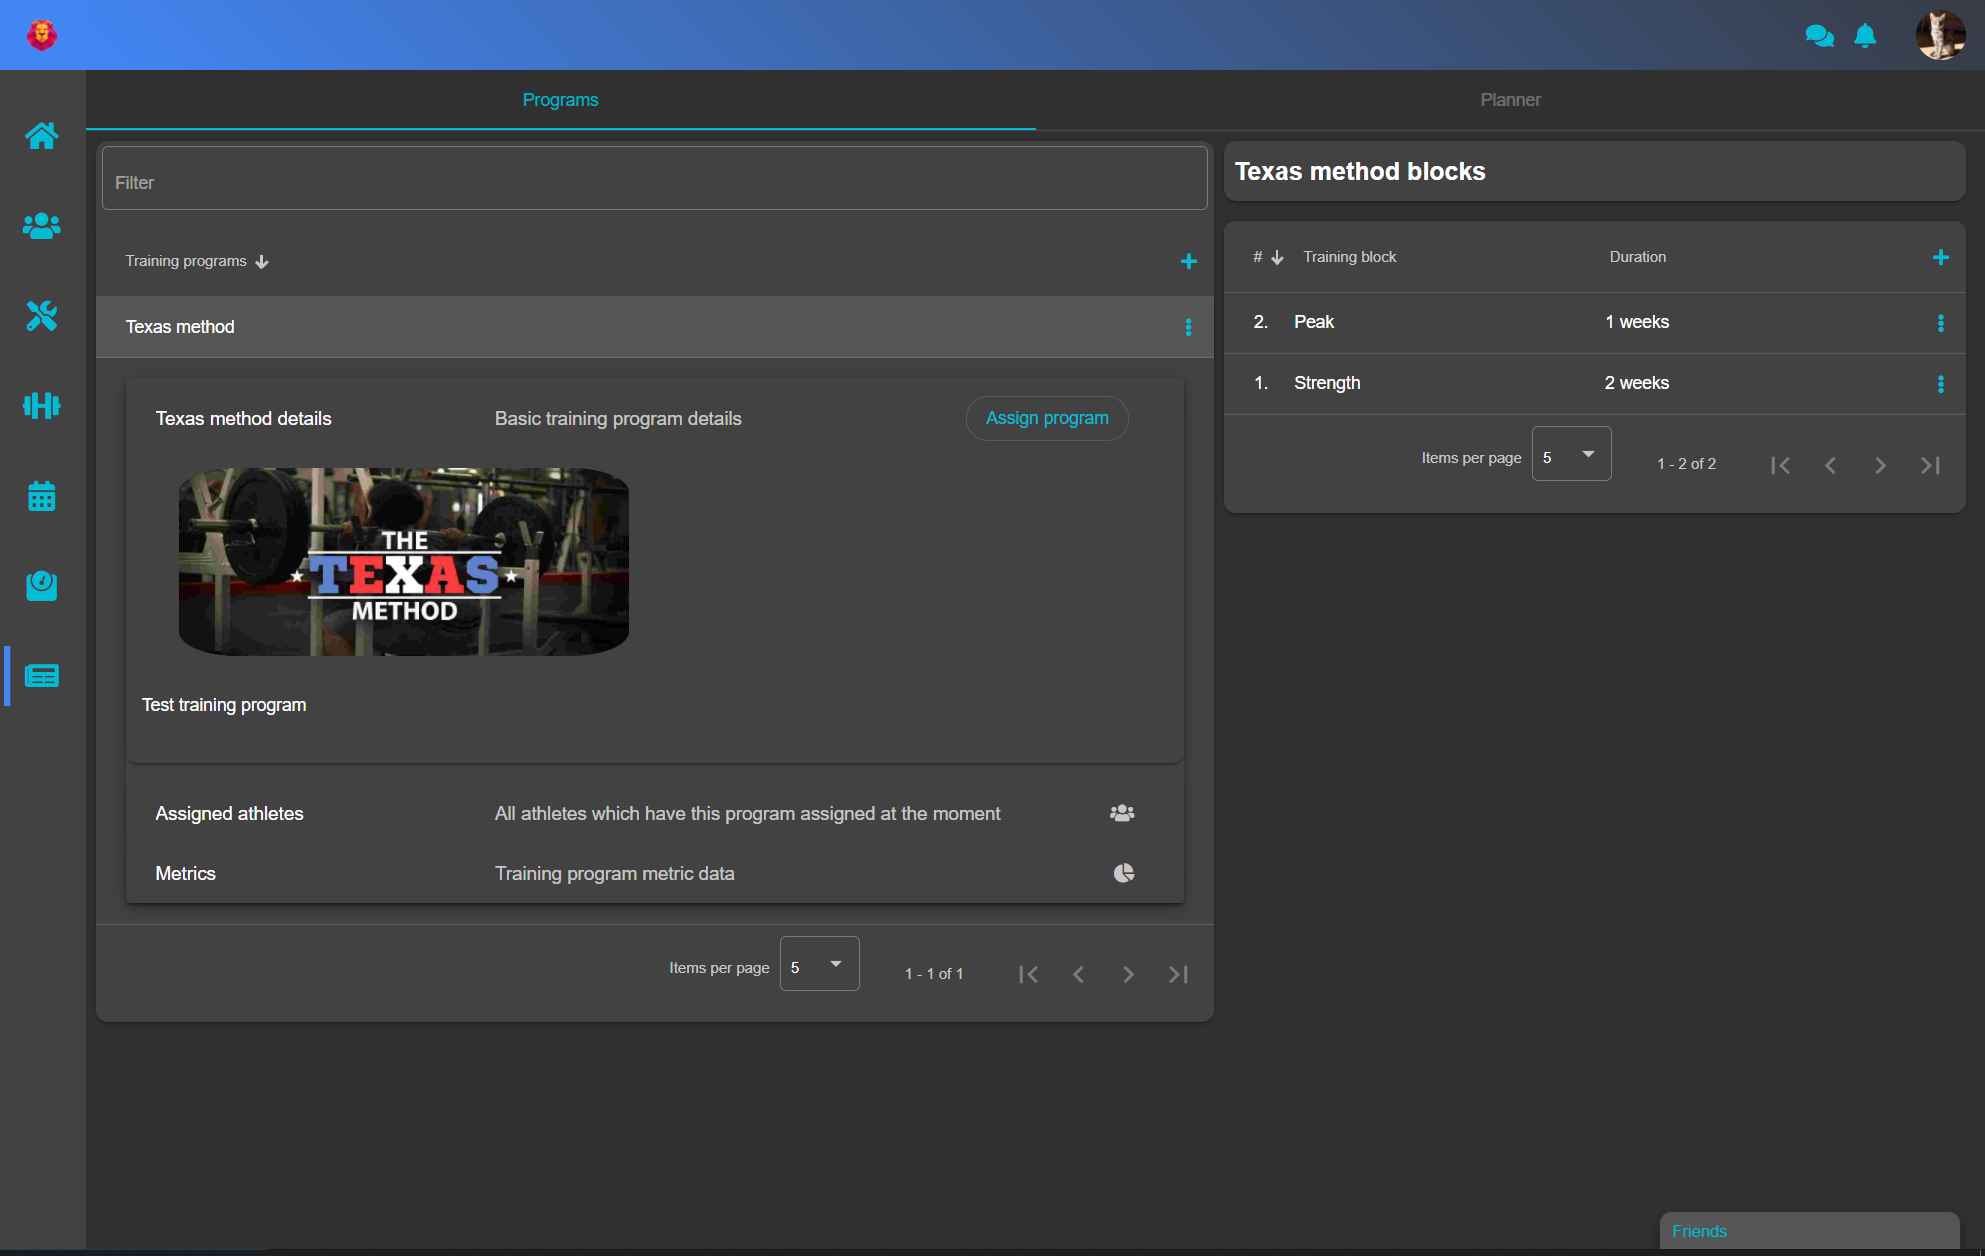 Programs
Planner
Filter
Training programs
Texas method
Texas method details
Basic training program details
Assign program
THE
TEXAS
METHOD
Test training program
Assigned athletes
All athletes which have this program assigned at the moment
Metrics
Training program metric data
Items per page
5
1 - 1 of 1
Texas method blocks
# Training block Duration
2. Peak 1 weeks
1. Strength 2 weeks
Items per page 5 1 - 2 of 2
Friends